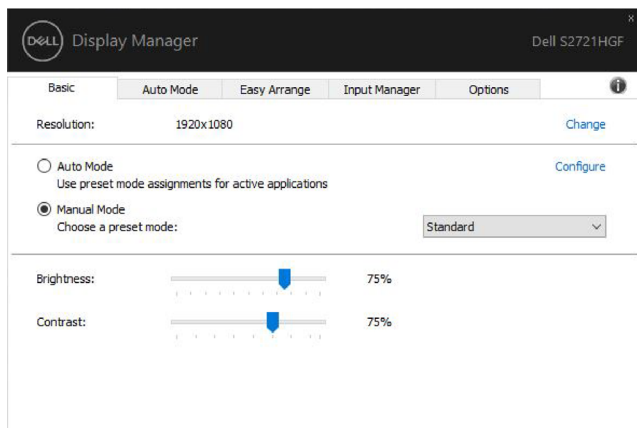 DELL Display Manager
Dell S2721HGF
Basic
Auto Mode
Easy Arrange
Input Manager
Options
Resolution: 1920x1080 Change
Auto Mode Configure
Use preset mode assignments for active applications
Manual Mode
Choose a preset mode: Standard
Brightness: 75%
Contrast: 75%